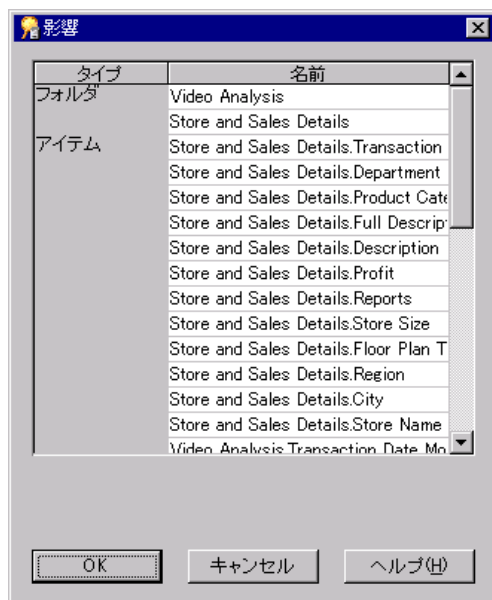 影響
タイプ 名前
フォルダ Video Analysis
Store and Sales Details
アイテム Store and Sales Details.Transaction
Store and Sales Details.Department
Store and Sales Details.Product Cate
Store and Sales Details.Full Descrip
Store and Sales Details.Description
Store and Sales Details.Profit
Store and Sales Details.Reports
Store and Sales Details.Store Size
Store and Sales Details.Floor Plan T
Store and Sales Details.Region
Store and Sales Details.City
Store and Sales Details.Store Name
Video Analysis.Transaction Date Mo
OK キャンセル ヘルプ(H)